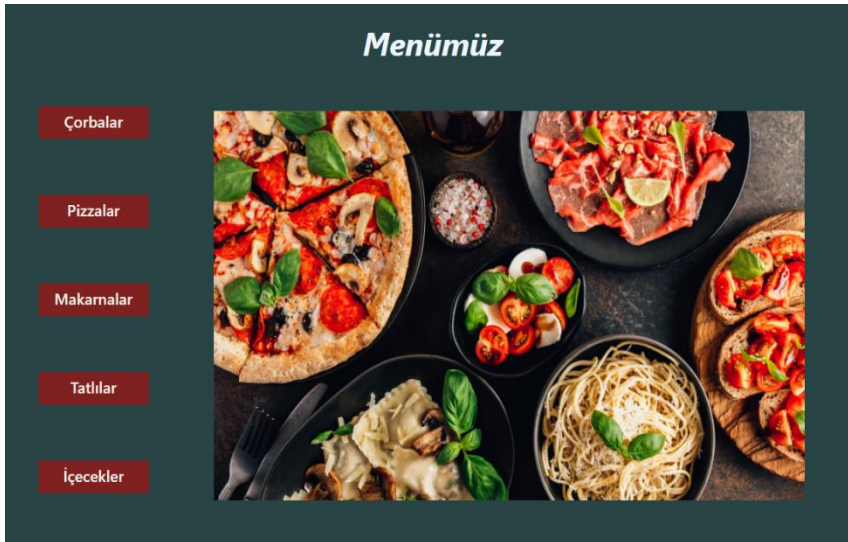 Menümüz
Çorbalar
Pizzalar
Makarnalar
Tatlılar
İçecekler